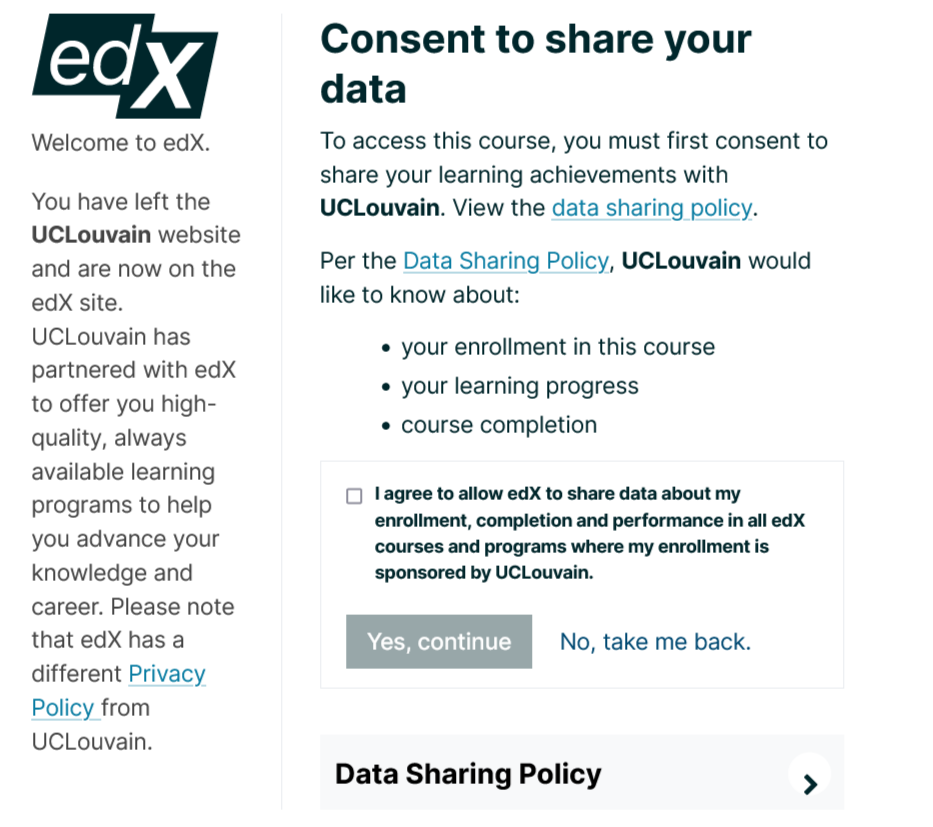 edX
Welcome to edX.
You have left the
UCLouvain website
and are now on the
edX site.
UCLouvain has
partnered with edX
to offer you high-
quality, always
available learning
programs to help
you advance your
knowledge and
career. Please note
that edX has a
different Privacy
Policy from
UCLouvain.
Consent to share your
data
To access this course, you must first consent to
share your learning achievements with
UCLouvain. View the data sharing policy.
Per the Data Sharing Policy, UCLouvain would
like to know about:
• your enrollment in this course
• your learning progress
• course completion
I agree to allow edX to share data about my
enrollment, completion and performance in all edX
courses and programs where my enrollment is
sponsored by UCLouvain.
Yes, continue No, take me back.
Data Sharing Policy